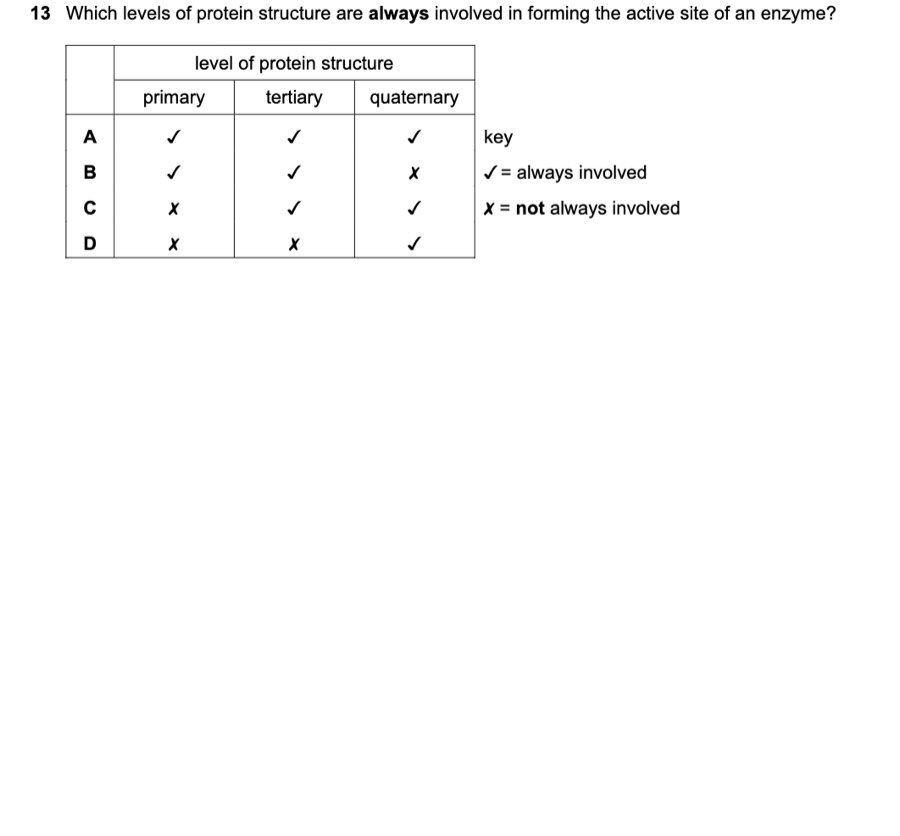 13 Which levels of protein structure are always involved in forming the active site of an enzyme?
level of protein structure
primary tertiary quaternary
A ✓ ✓ ✓ key
B ✓ ✓ ✗ ✓ = always involved
C ✗ ✓ ✓ ✗ = not always involved
D ✗ ✗ ✓